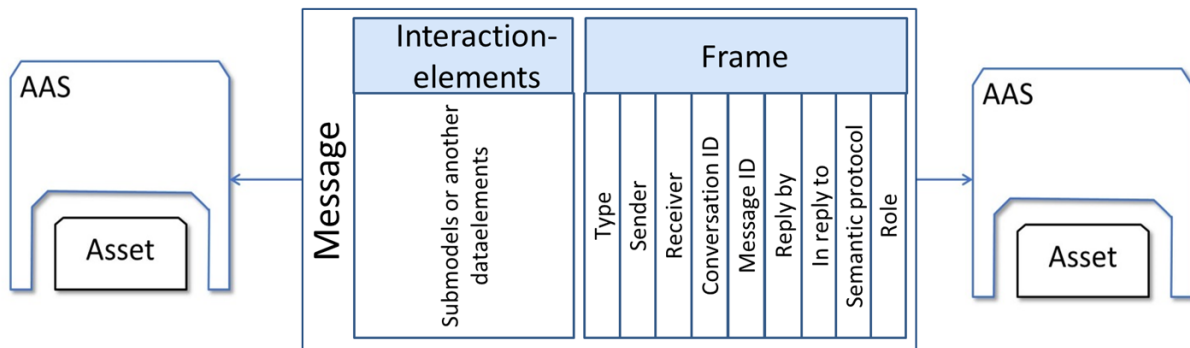 AAS
Asset
Message
Interaction-
elements
Submodels or another
dataelements
Frame
Type
Sender
Receiver
Conversation ID
Message ID
Reply by
In reply to
Semantic protocol
Role
AAS
Asset